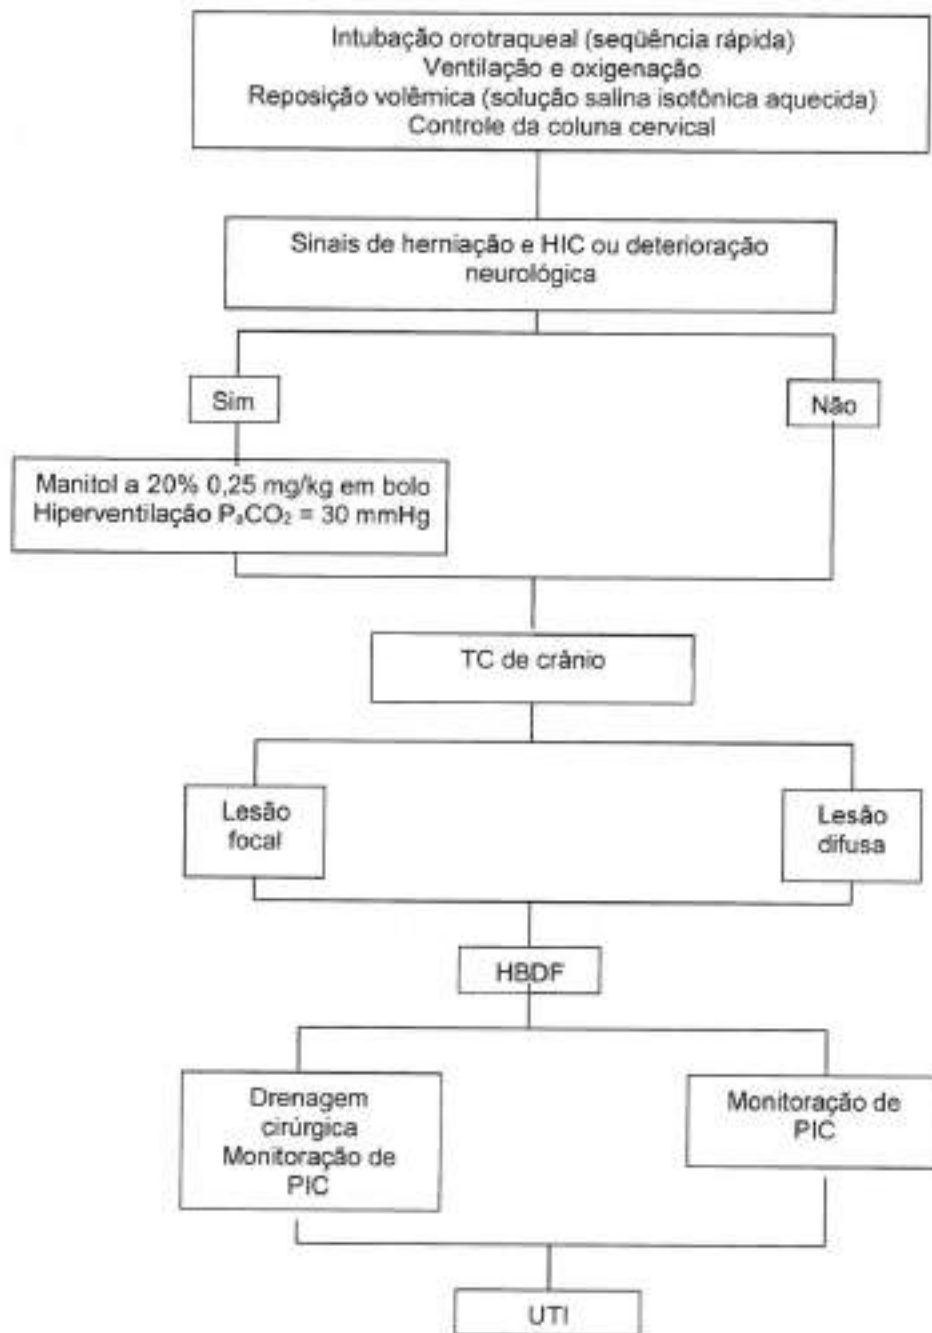 Intubação orotraqueal (seqüência rápida)
Ventilação e oxigenação
Reposição volêmica (solução salina isotônica aquecida)
Controle da coluna cervical
Sinais de herniação e HIC ou deterioração
neurológica
Sim
Não
Manitol a 20% 0,25 mg/kg em bolo
Hiperventilação PaCO₂ = 30 mmHg
TC de crânio
Lesão
focal
Lesão
difusa
HBDF
Drenagem
cirúrgica
Monitoração de
PIC
Monitoração de
PIC
UTI